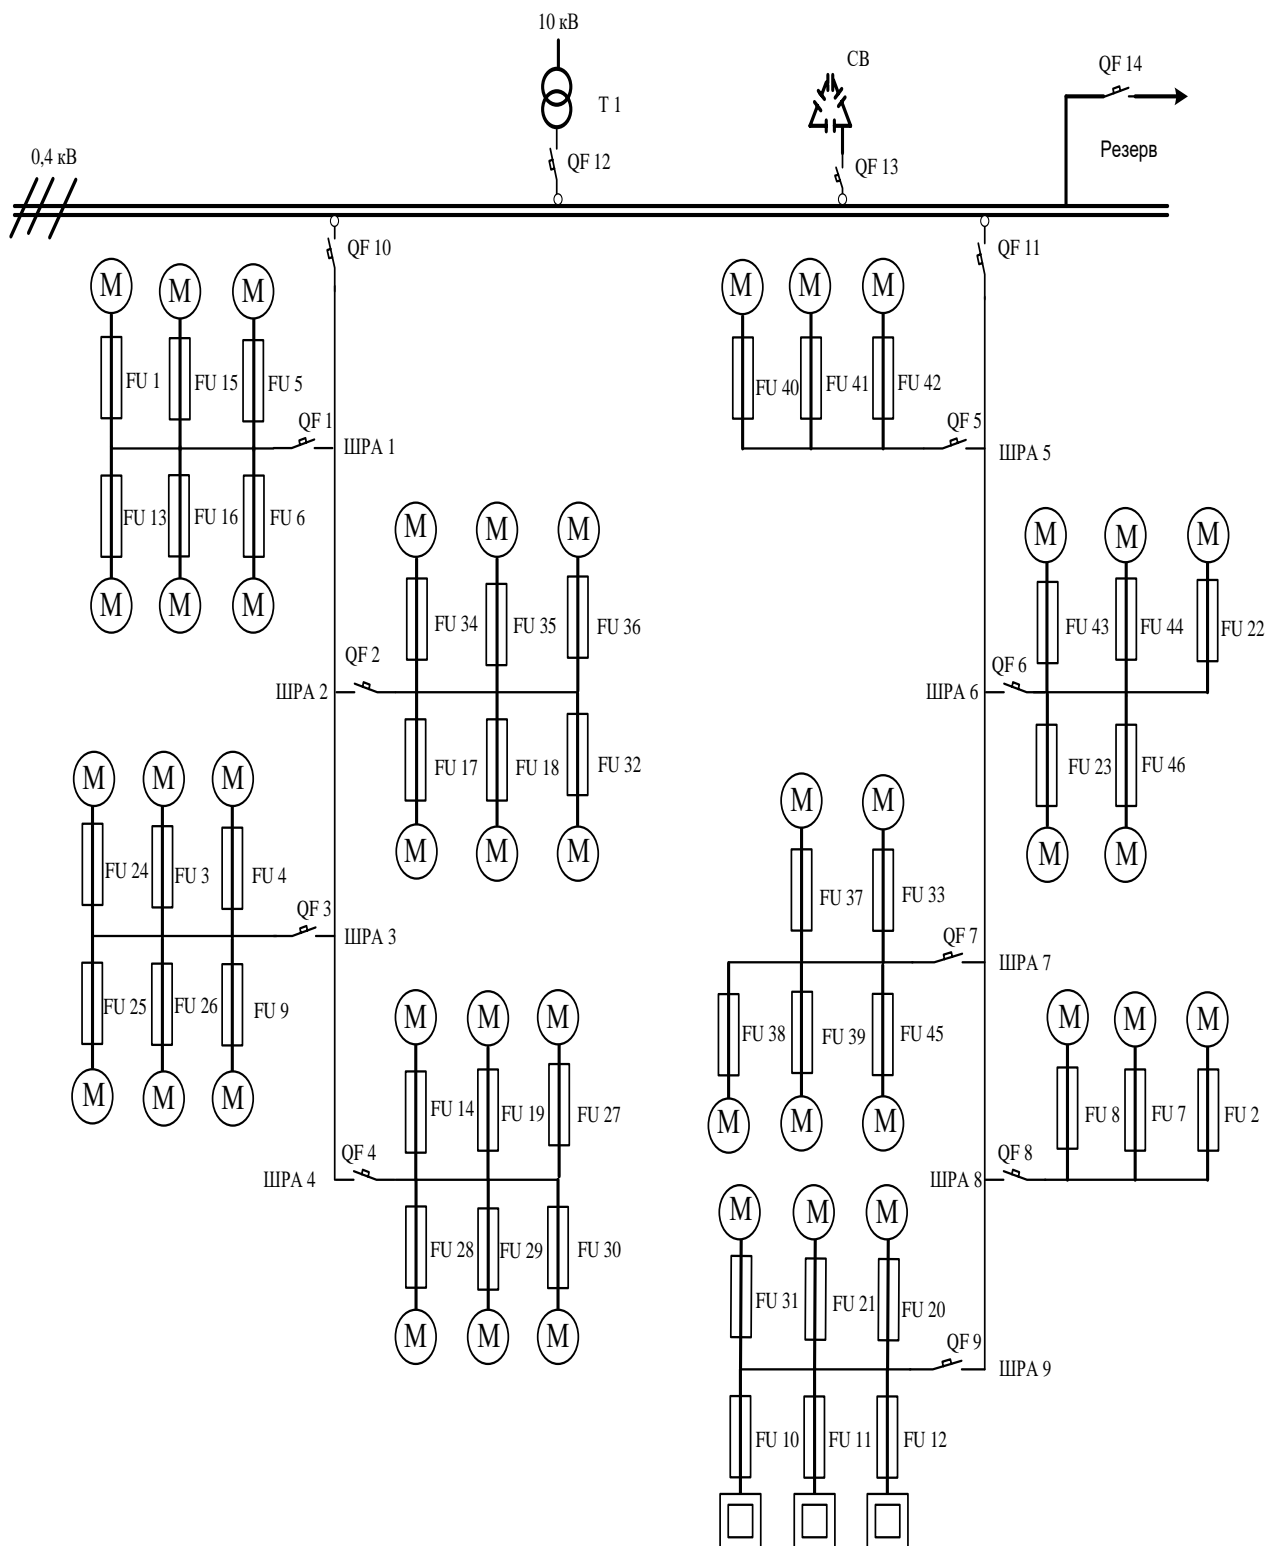 10 кВ
СВ
QF 14
Т 1
0,4 кВ
QF 12
QF 13
Резерв
QF 10
QF 11
М М М
М М М
FU 1
FU 15
FU 5
FU 40
FU 41
FU 42
QF 1
QF 5
ШРА 1
ШРА 5
FU 13
FU 16
FU 6
М М М
М М М
М М М
FU 34
FU 35
FU 36
FU 43
FU 44
FU 22
QF 2
QF 6
ШРА 2
ШРА 6
FU 17
FU 18
FU 32
FU 23
FU 46
М М М
М М
М М
М М М
FU 24
FU 3
FU 4
FU 37
FU 33
QF 3
QF 7
ШРА 3
ШРА 7
FU 25
FU 26
FU 9
FU 38
FU 39
FU 45
М М М
М М М
М М М
М М М
FU 14
FU 19
FU 27
FU 8
FU 7
FU 2
QF 4
QF 8
ШРА 4
ШРА 8
М М М
FU 28
FU 29
FU 30
FU 31
FU 21
FU 20
М М М
QF 9
ШРА 9
FU 10
FU 11
FU 12